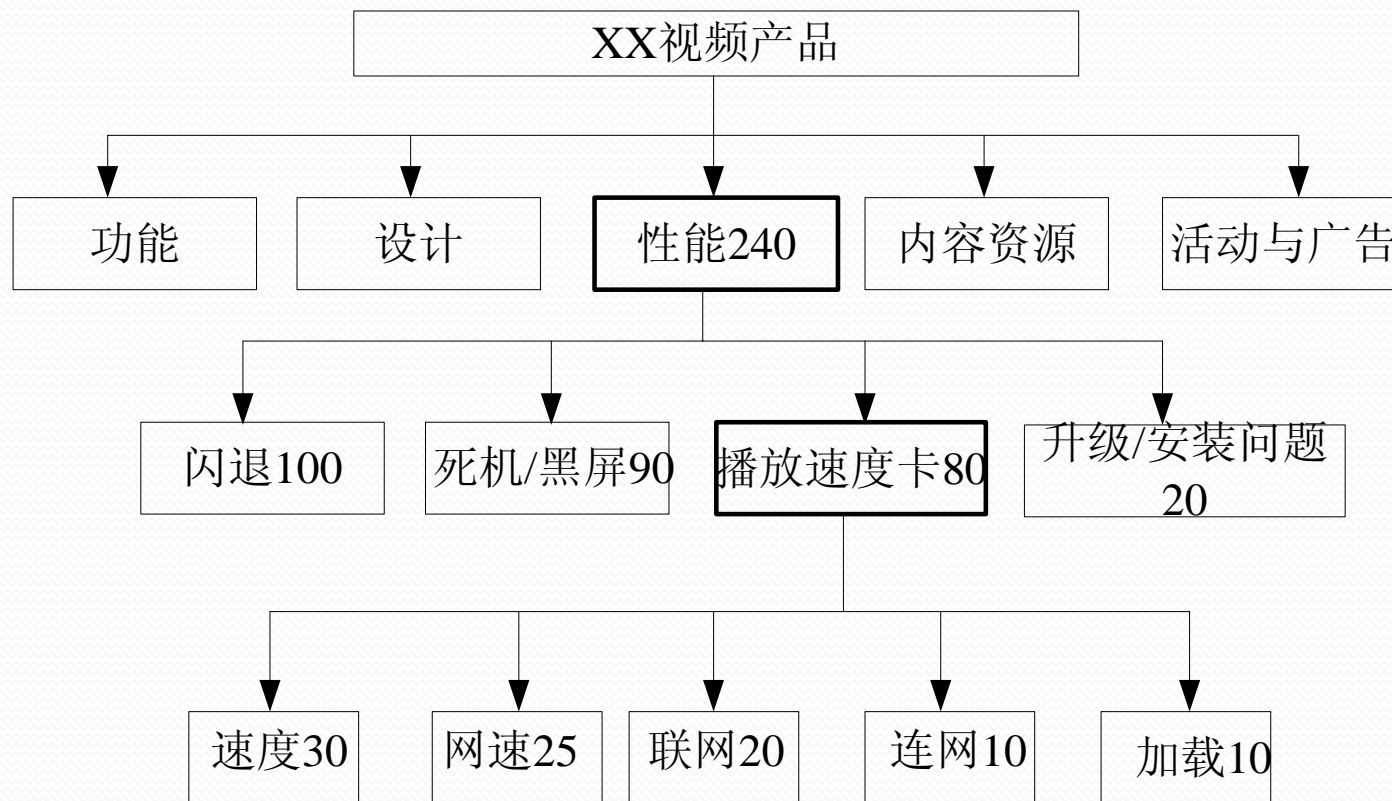 XX视频产品
功能
设计
性能240
内容资源
活动与广告
闪退100
死机/黑屏90
播放速度卡80
升级/安装问题
20
速度30
网速25
联网20
连网10
加载10